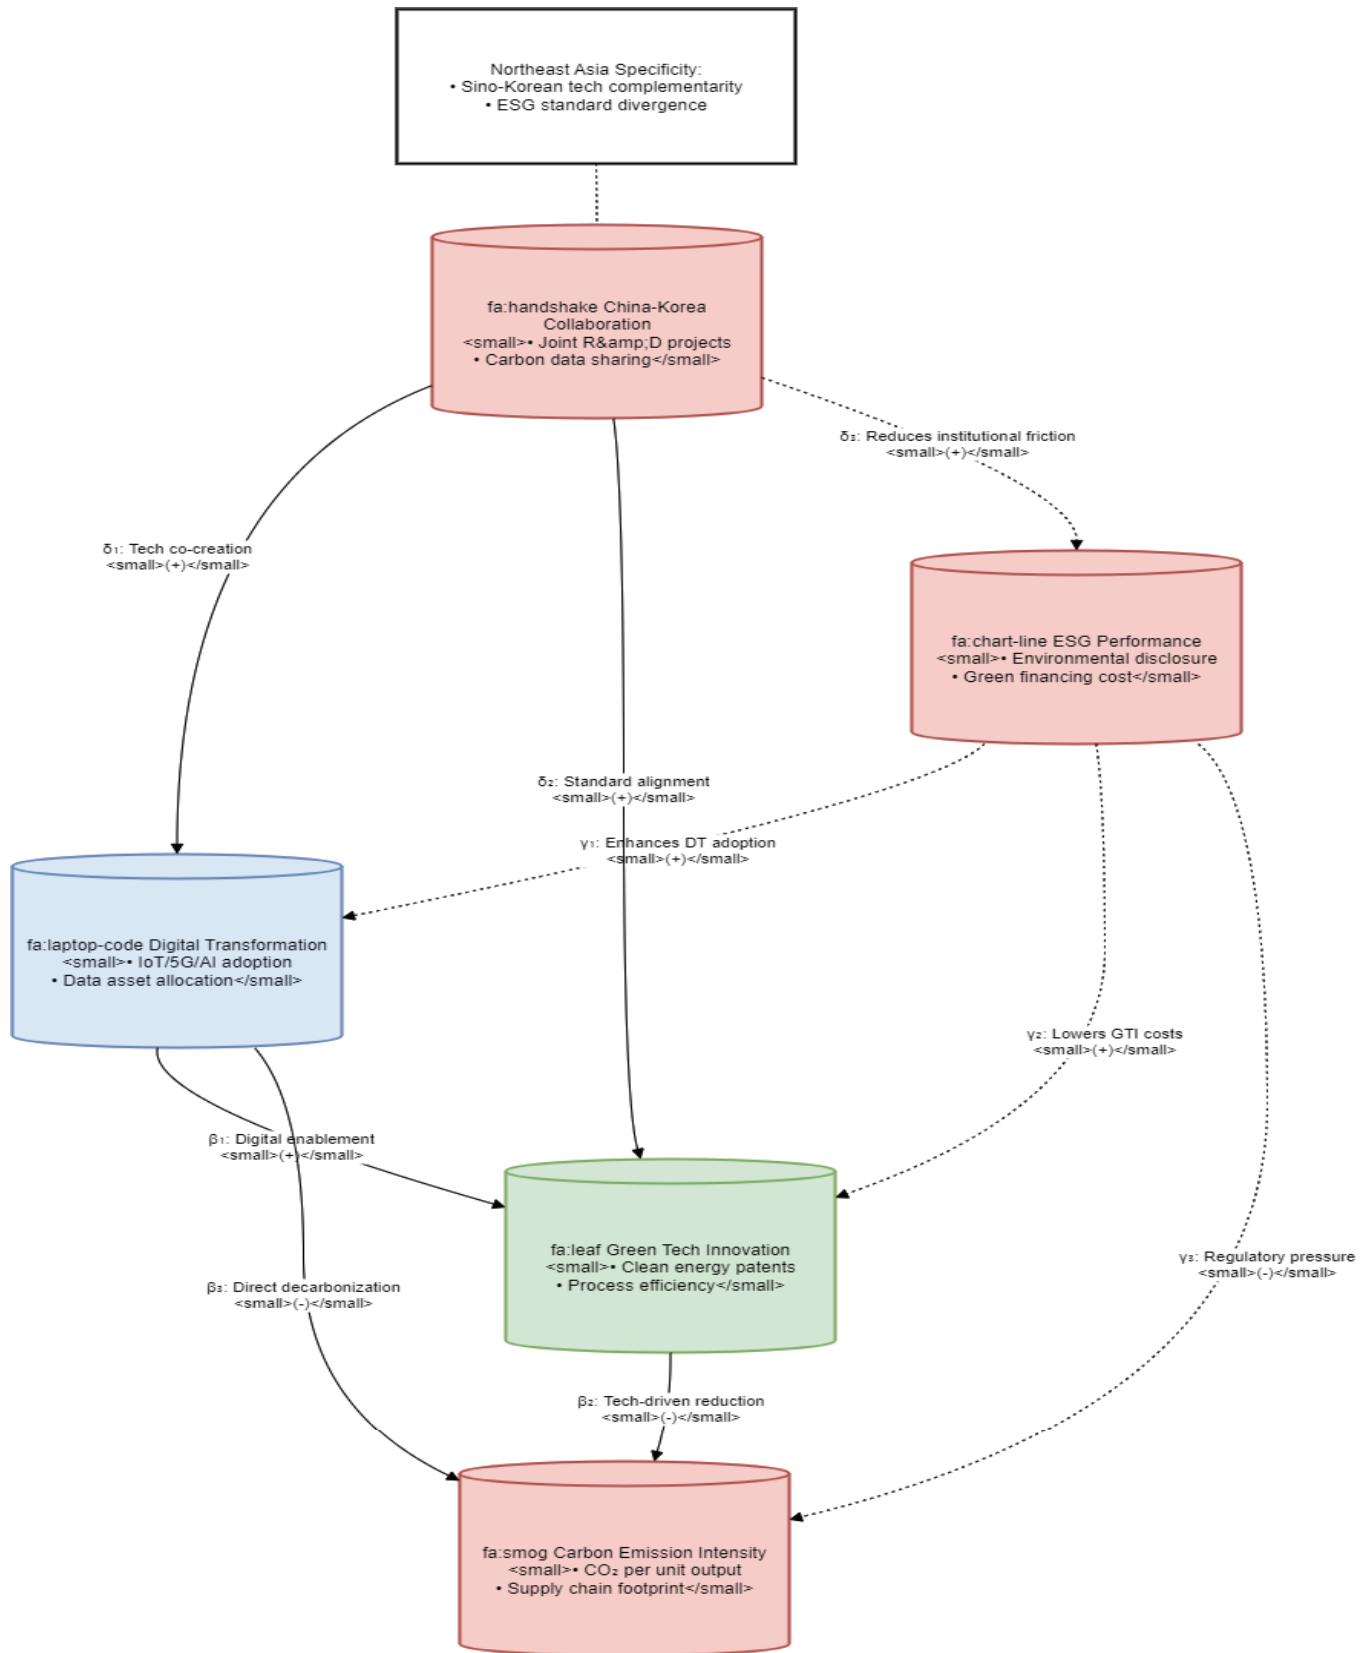 Northeast Asia Specificity:
• Sino-Korean tech complementarity
• ESG standard divergence
fa:handshake China-Korea
Collaboration
<small>• Joint R&amp;D projects
• Carbon data sharing</small>
δ₃: Reduces institutional friction
<small>(+)</small>
δ₁: Tech co-creation
<small>(+)</small>
fa:chart-line ESG Performance
<small>• Environmental disclosure
• Green financing cost</small>
δ₂: Standard alignment
<small>(+)</small>
γ₁: Enhances DT adoption
<small>(+)</small>
fa:laptop-code Digital Transformation
<small>• IoT/5G/AI adoption
• Data asset allocation</small>
γ₂: Lowers GTI costs
<small>(+)</small>
β₁: Digital enablement
<small>(+)</small>
fa:leaf Green Tech Innovation
<small>• Clean energy patents
• Process efficiency</small>
γ₃: Regulatory pressure
<small>(-)</small>
β₃: Direct decarbonization
<small>(-)</small>
β₂: Tech-driven reduction
<small>(-)</small>
fa:smog Carbon Emission Intensity
<small>• CO₂ per unit output
• Supply chain footprint</small>